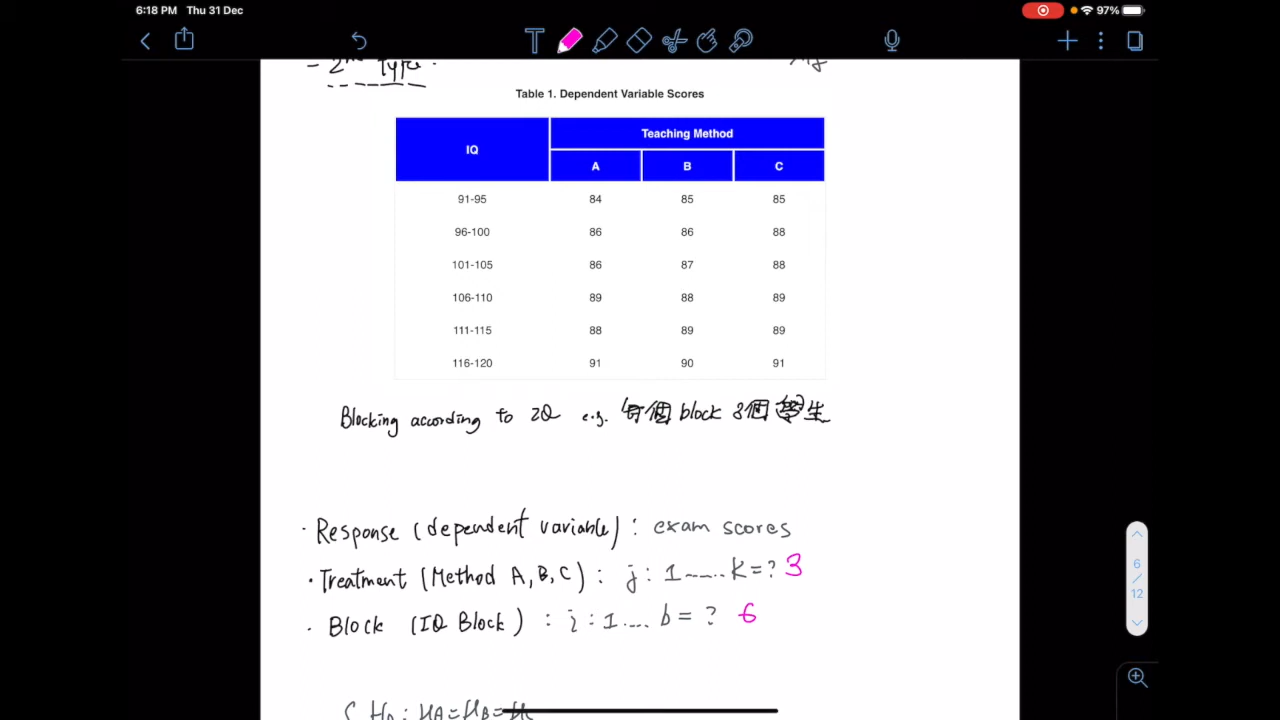 6:18 PM Thu 31 Dec
97%
- 2nd Type:
Table 1. Dependent Variable Scores
IQ Teaching Method
A B C
91-95 84 85 85
96-100 86 86 88
101-105 86 87 88
106-110 89 88 89
111-115 88 89 89
116-120 91 90 91
Blocking according to IQ e.g. 每個 block 3個學生
· Response (dependent variable) : exam scores
· Treatment (Method A, B, C) : j : 1 ..... k = ? 3
· Block (IQ Block) : i : 1 .... b = ? 6
6
/
12